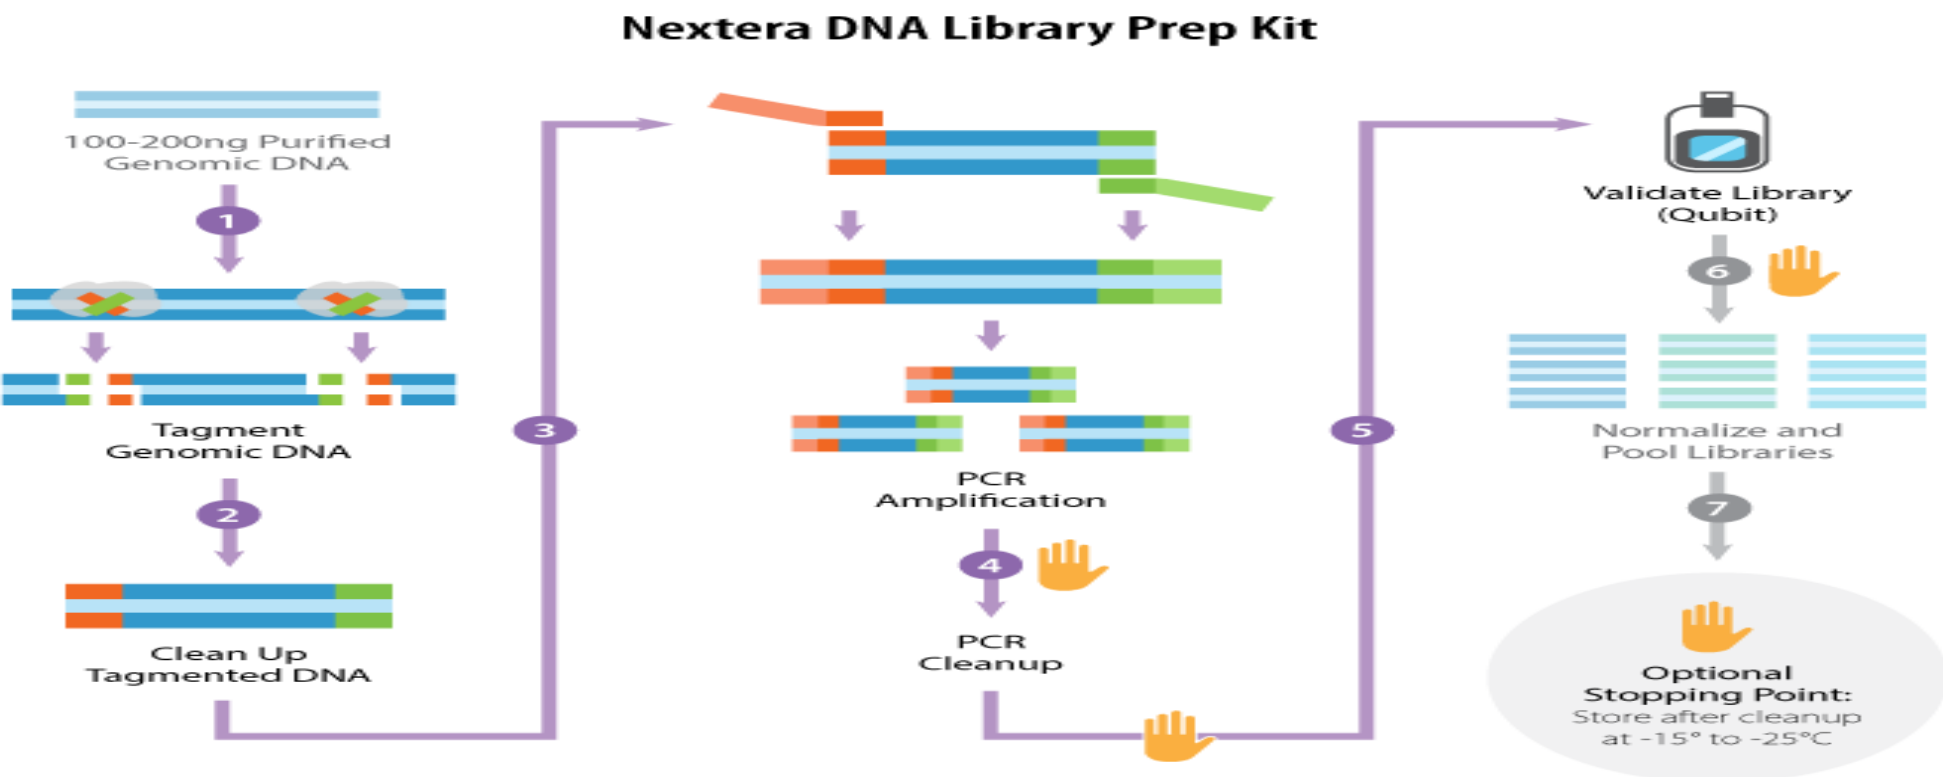 Nextera DNA Library Prep Kit
100-200ng Purified
Genomic DNA
1
Tagment
Genomic DNA
2
Clean Up
Tagmented DNA
3
PCR
Amplification
4
PCR
Cleanup
5
Validate Library
(Qubit)
6
Normalize and
Pool Libraries
7
Optional
Stopping Point:
Store after cleanup
at -15° to -25°C